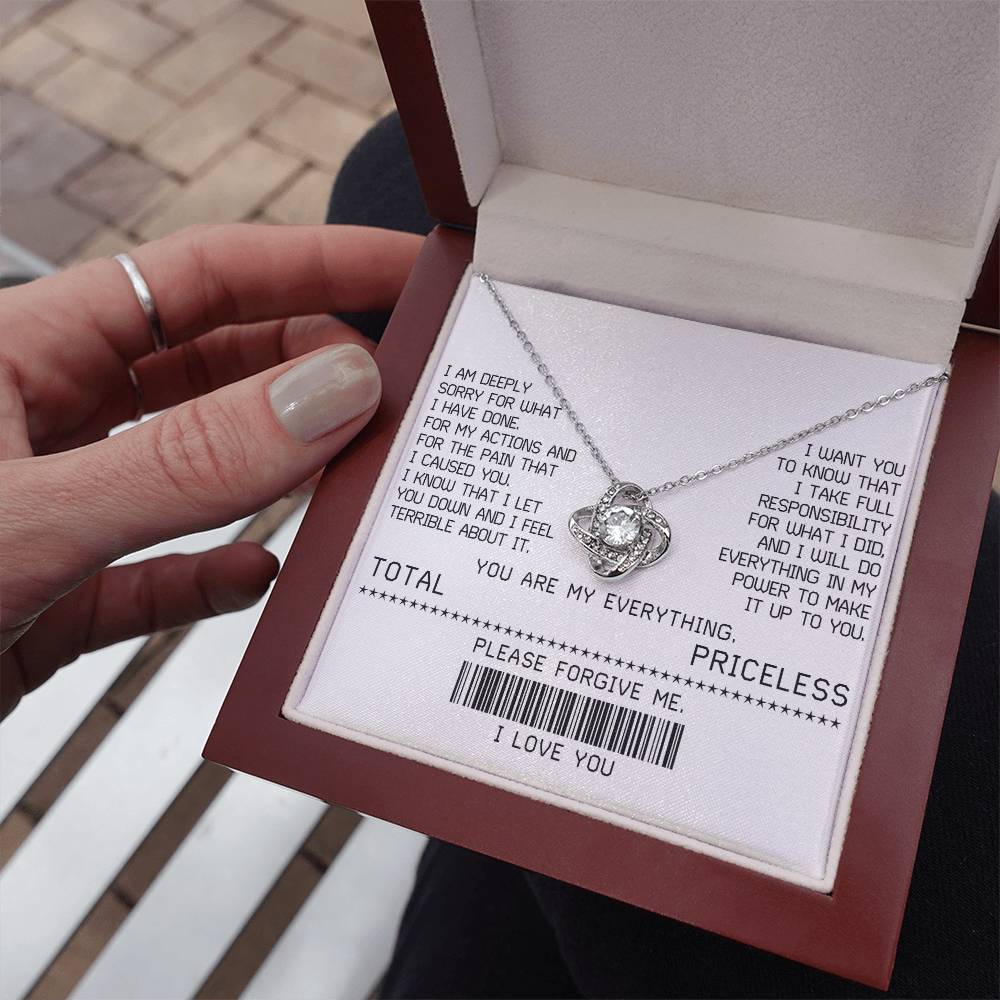 I AM DEEPLY
SORRY FOR WHAT
I HAVE DONE.
FOR MY ACTIONS AND
FOR THE PAIN THAT
I CAUSED YOU.
I KNOW THAT I LET
YOU DOWN AND I FEEL
TERRIBLE ABOUT IT.
I WANT YOU
TO KNOW THAT
I TAKE FULL
RESPONSIBILITY
FOR WHAT I DID,
AND I WILL DO
EVERYTHING IN MY
POWER TO MAKE
IT UP TO YOU.
YOU ARE MY EVERYTHING,
TOTAL PRICELESS
****************************************
PLEASE FORGIVE ME.
I LOVE YOU